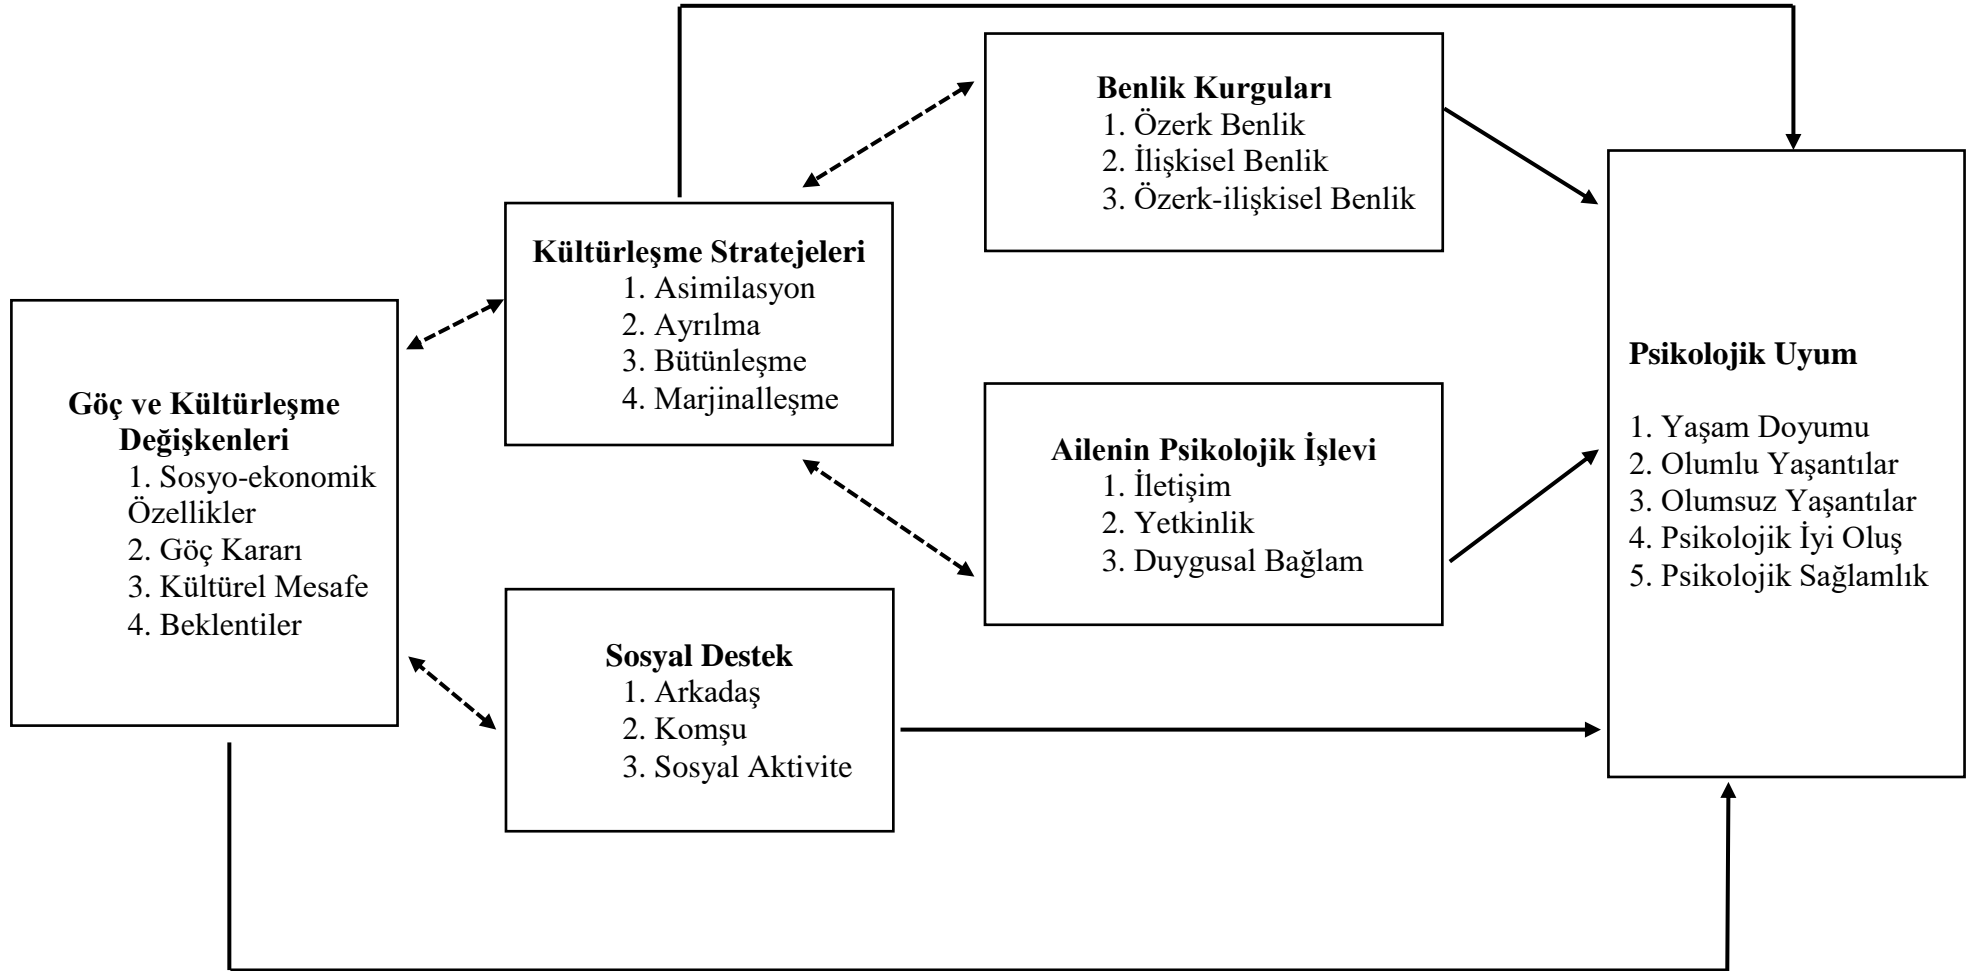 Benlik Kurguları
1. Özerk Benlik
2. İlişkisel Benlik
3. Özerk-ilişkisel Benlik
Kültürleşme Stratejeleri
1. Asimilasyon
2. Ayrılma
3. Bütünleşme
4. Marjinalleşme
Göç ve Kültürleşme
Değişkenleri
1. Sosyo-ekonomik
Özellikler
2. Göç Kararı
3. Kültürel Mesafe
4. Beklentiler
Ailenin Psikolojik İşlevi
1. İletişim
2. Yetkinlik
3. Duygusal Bağlam
Sosyal Destek
1. Arkadaş
2. Komşu
3. Sosyal Aktivite
Psikolojik Uyum
1. Yaşam Doyumu
2. Olumlu Yaşantılar
3. Olumsuz Yaşantılar
4. Psikolojik İyi Oluş
5. Psikolojik Sağlamlık